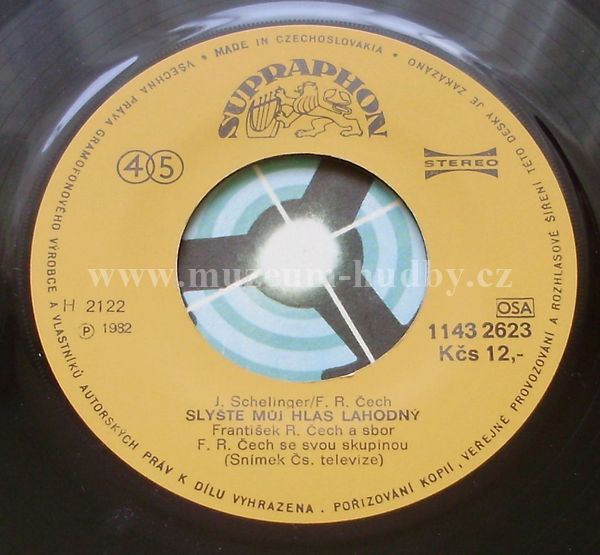 VŠECHNA PRÁVA GRAMOFONOVÉHO VÝROBCE A VLASTNÍKŮ AUTORSKÝCH PRÁV K DÍLU VYHRAZENA. POŘIZOVÁNÍ KOPIÍ, VEŘEJNÉ PROVOZOVÁNÍ A ROZHLASOVÉ ŠÍŘENÍ TÉTO DESKY JE ZAKÁZÁNO
• MADE IN CZECHOSLOVAKIA •
SUPRAPHON
45
STEREO
www.muzeum-hudby.cz
H 2122
Ⓟ 1982
OSA
1143 2623
Kčs 12,-
J. Schelinger/F. R. Čech
SLYŠTE MŮJ HLAS LAHODNÝ
František R. Čech a sbor
F. R. Čech se svou skupinou
(Snímek Čs. televize)